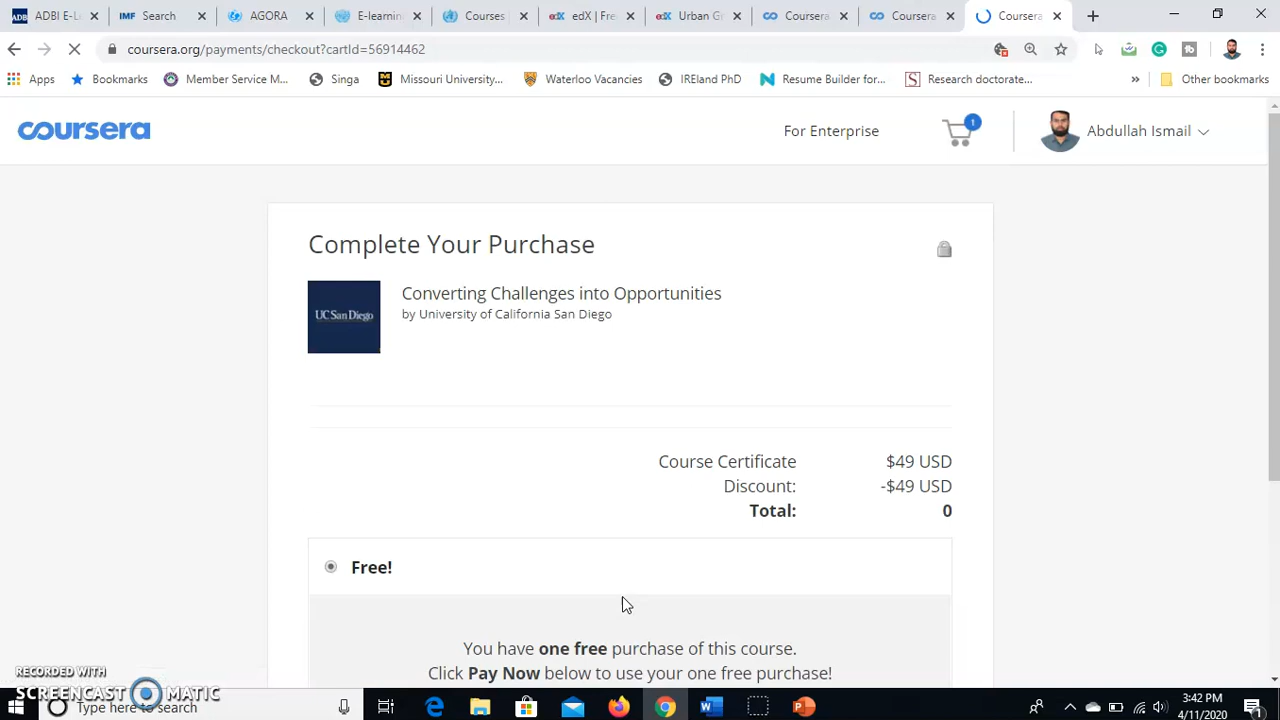 ADBI E-L
IMF Search
AGORA
E-learnin
Courses
edX | Fre
Urban G
Coursera
Coursera
Coursera
coursera.org/payments/checkout?cartId=56914462
Apps
Bookmarks
Member Service M...
Singa
Missouri University...
Waterloo Vacancies
IREland PhD
Resume Builder for...
Research doctorate...
»
Other bookmarks
coursera
For Enterprise
1
Abdullah Ismail
Complete Your Purchase
UC San Diego
Converting Challenges into Opportunities
by University of California San Diego
Course Certificate $49 USD
Discount: -$49 USD
Total: 0
Free!
You have one free purchase of this course.
Click Pay Now below to use your one free purchase!
RECORDED WITH
SCREENCAST MATIC
Type here to search
3:42 PM
4/11/2020